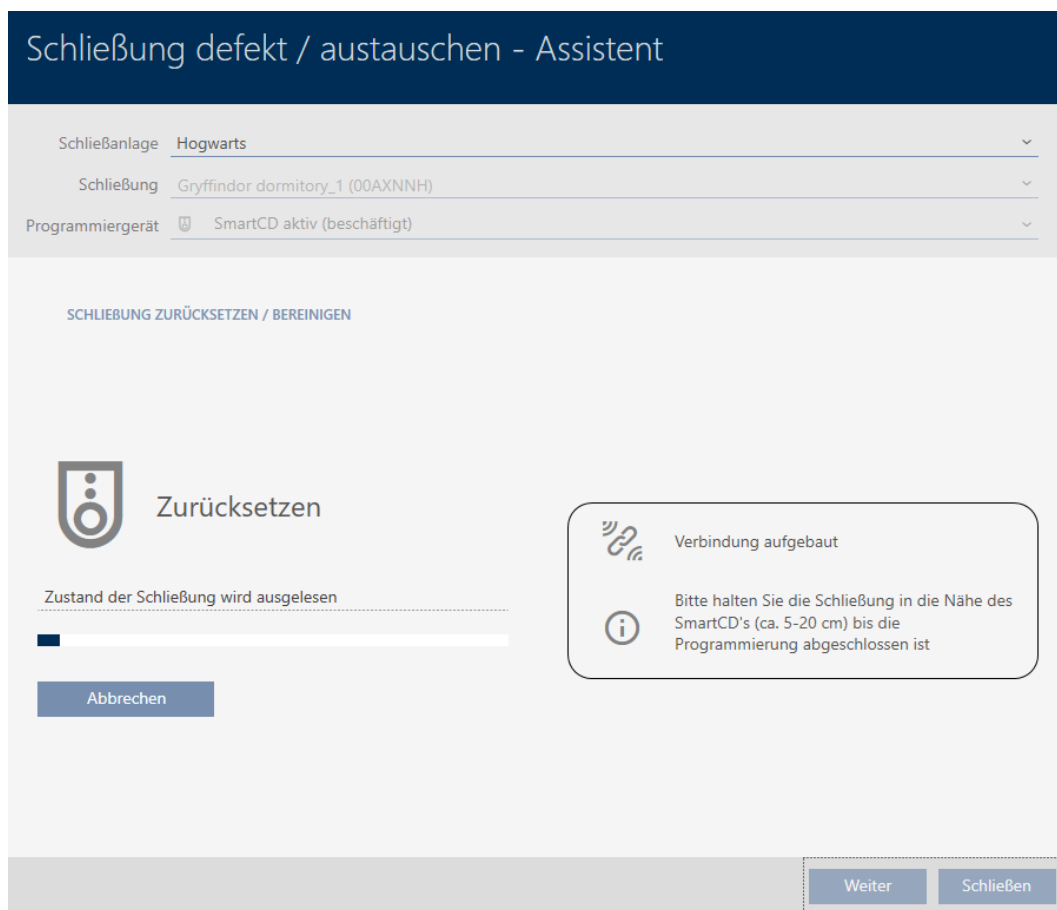 Schließung defekt / austauschen - Assistent
Schließanlage Hogwarts
Schließung Gryffindor dormitory_1 (00AXNNH)
Programmiergerät SmartCD aktiv (beschäftigt)
SCHLIEßUNG ZURÜCKSETZEN / BEREINIGEN
Zurücksetzen
Zustand der Schließung wird ausgelesen
Abbrechen
Verbindung aufgebaut
Bitte halten Sie die Schließung in die Nähe des
SmartCD's (ca. 5-20 cm) bis die
Programmierung abgeschlossen ist
Weiter Schließen